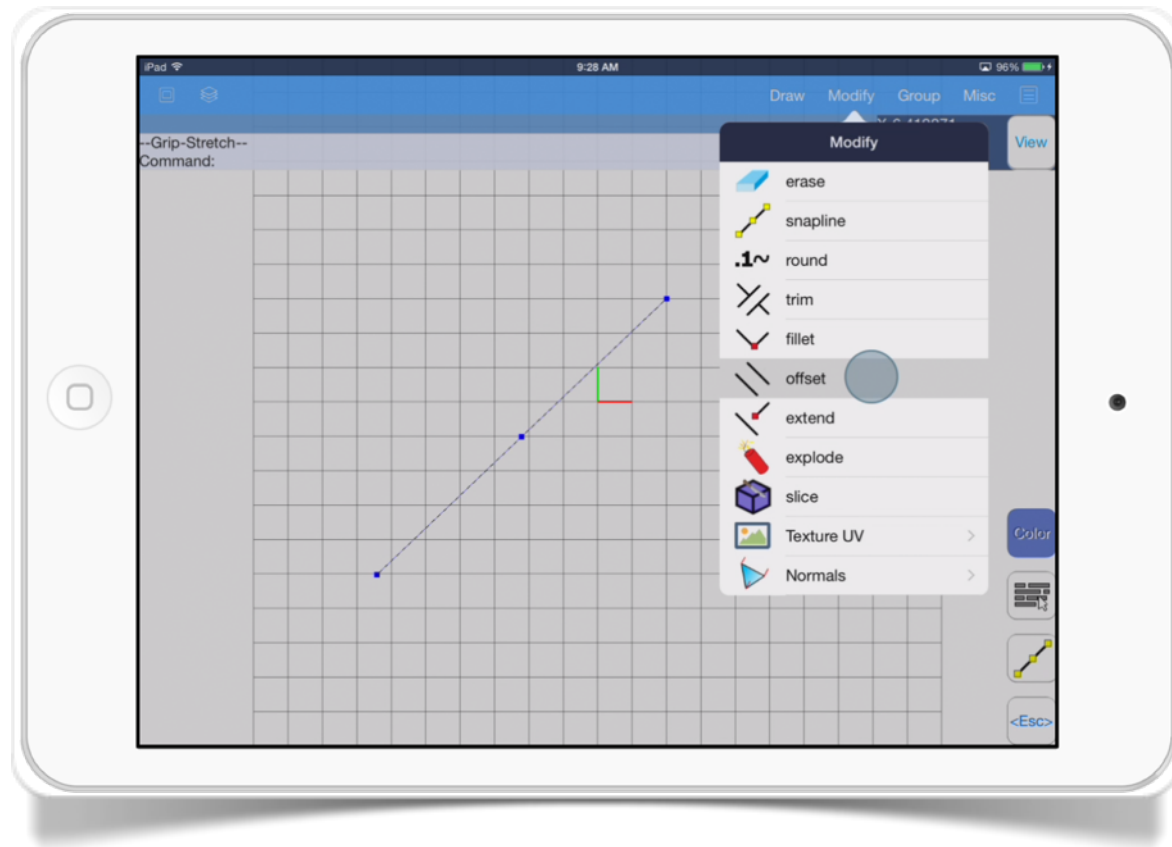 iPad 9:28 AM 96%
Draw Modify Group Misc
--Grip-Stretch--
Command:
View
Modify
erase
snapline
.1~ round
trim
fillet
offset
extend
explode
slice
Texture UV
Normals
Color
<Esc>